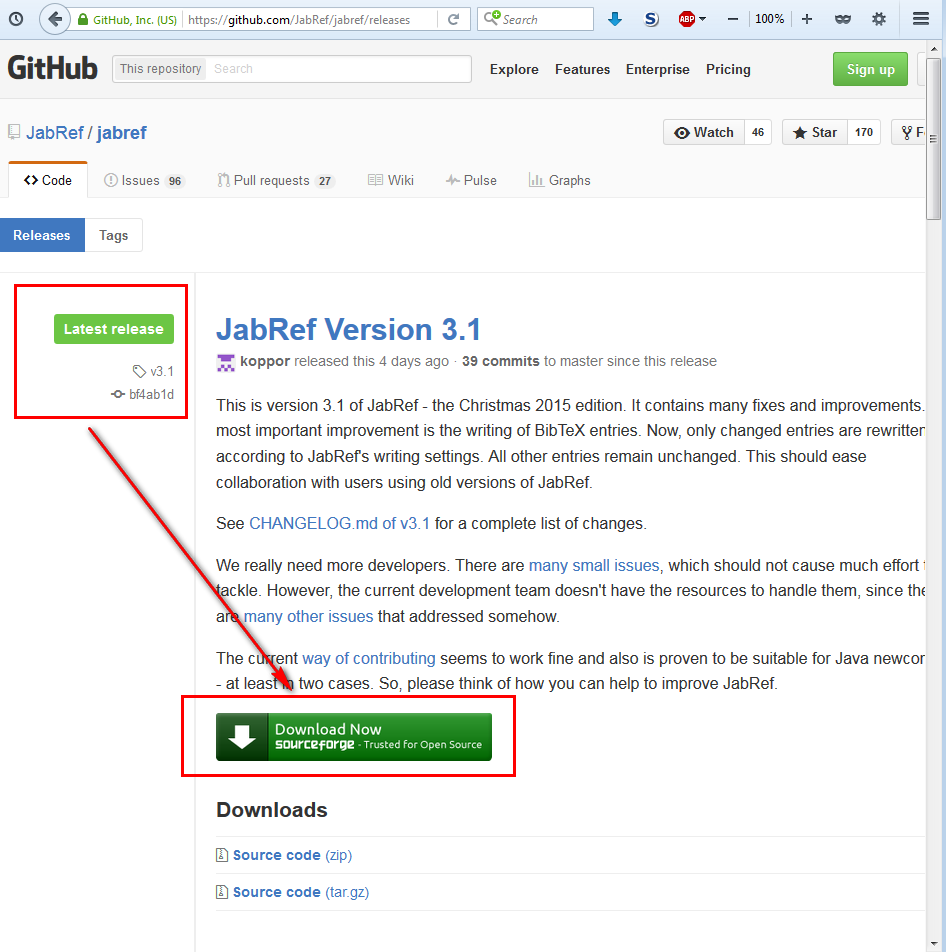 GitHub, Inc. (US) https://github.com/JabRef/jabref/releases Search S ABP 100%
GitHub This repository Search Explore Features Enterprise Pricing Sign up
JabRef / jabref Watch 46 Star 170 F
Code Issues 96 Pull requests 27 Wiki Pulse Graphs
Releases Tags
Latest release
v3.1
bf4ab1d
JabRef Version 3.1
koppor released this 4 days ago · 39 commits to master since this release
This is version 3.1 of JabRef - the Christmas 2015 edition. It contains many fixes and improvements.
most important improvement is the writing of BibTeX entries. Now, only changed entries are rewritten
according to JabRef's writing settings. All other entries remain unchanged. This should ease
collaboration with users using old versions of JabRef.
See CHANGELOG.md of v3.1 for a complete list of changes.
We really need more developers. There are many small issues, which should not cause much effort
tackle. However, the current development team doesn't have the resources to handle them, since the
are many other issues that addressed somehow.
The current way of contributing seems to work fine and also is proven to be suitable for Java newcor
- at least in two cases. So, please think of how you can help to improve JabRef.
Download Now
sourceforge - Trusted for Open Source
Downloads
Source code (zip)
Source code (tar.gz)